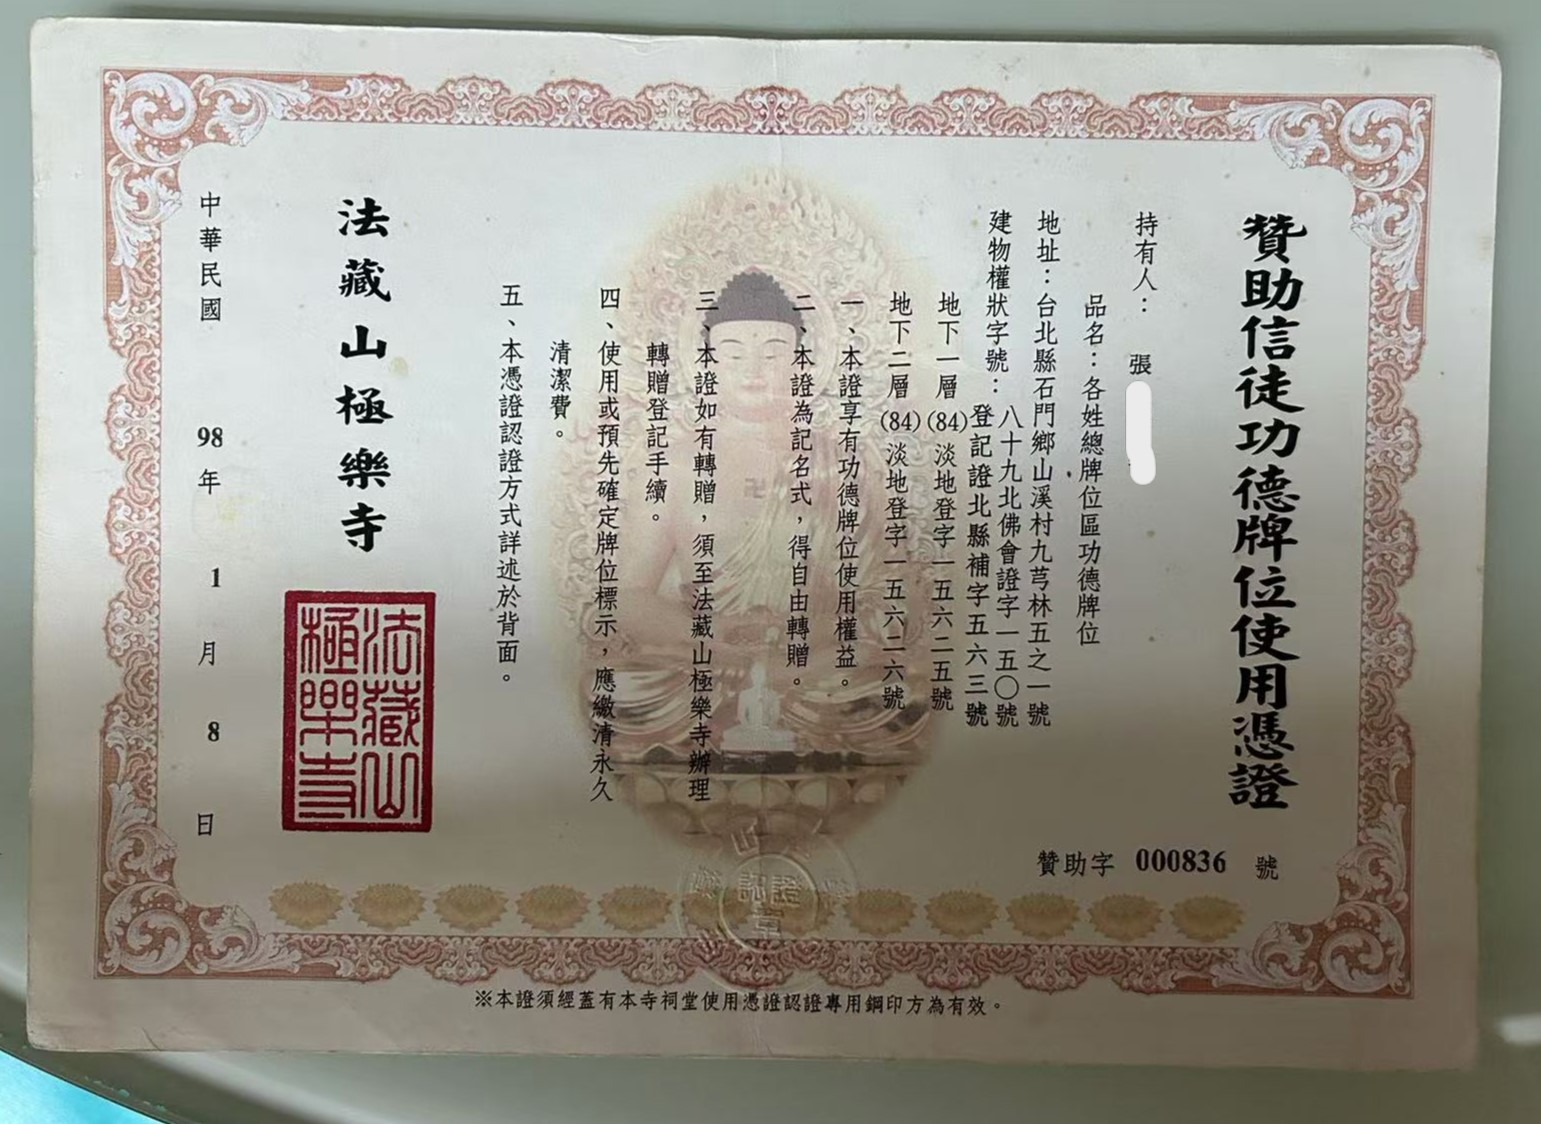 贊助信徒功德牌位使用憑證
贊助字 000836 號
持有人： 張
品名：各姓總牌位區功德牌位
地址：台北縣石門鄉山溪村九芎林五之一號
建物權狀字號：八十九北佛會證字一五〇號
登記證北縣補字五六三號
地下一層(84)淡地登字一五六二五號
地下二層(84)淡地登字一五六二六號
一、本證享有功德牌位使用權益。
二、本證為記名式，得自由轉贈。
三、本證如有轉贈，須至法藏山極樂寺辦理
轉贈登記手續。
四、使用或預先確定牌位標示，應繳清永久
清潔費。
五、本憑證認證方式詳述於背面。
法藏山極樂寺
法藏山
極樂寺
中華民國 98 年 1 月 8 日
※本證須經蓋有本寺祠堂使用憑證認證專用鋼印方為有效。